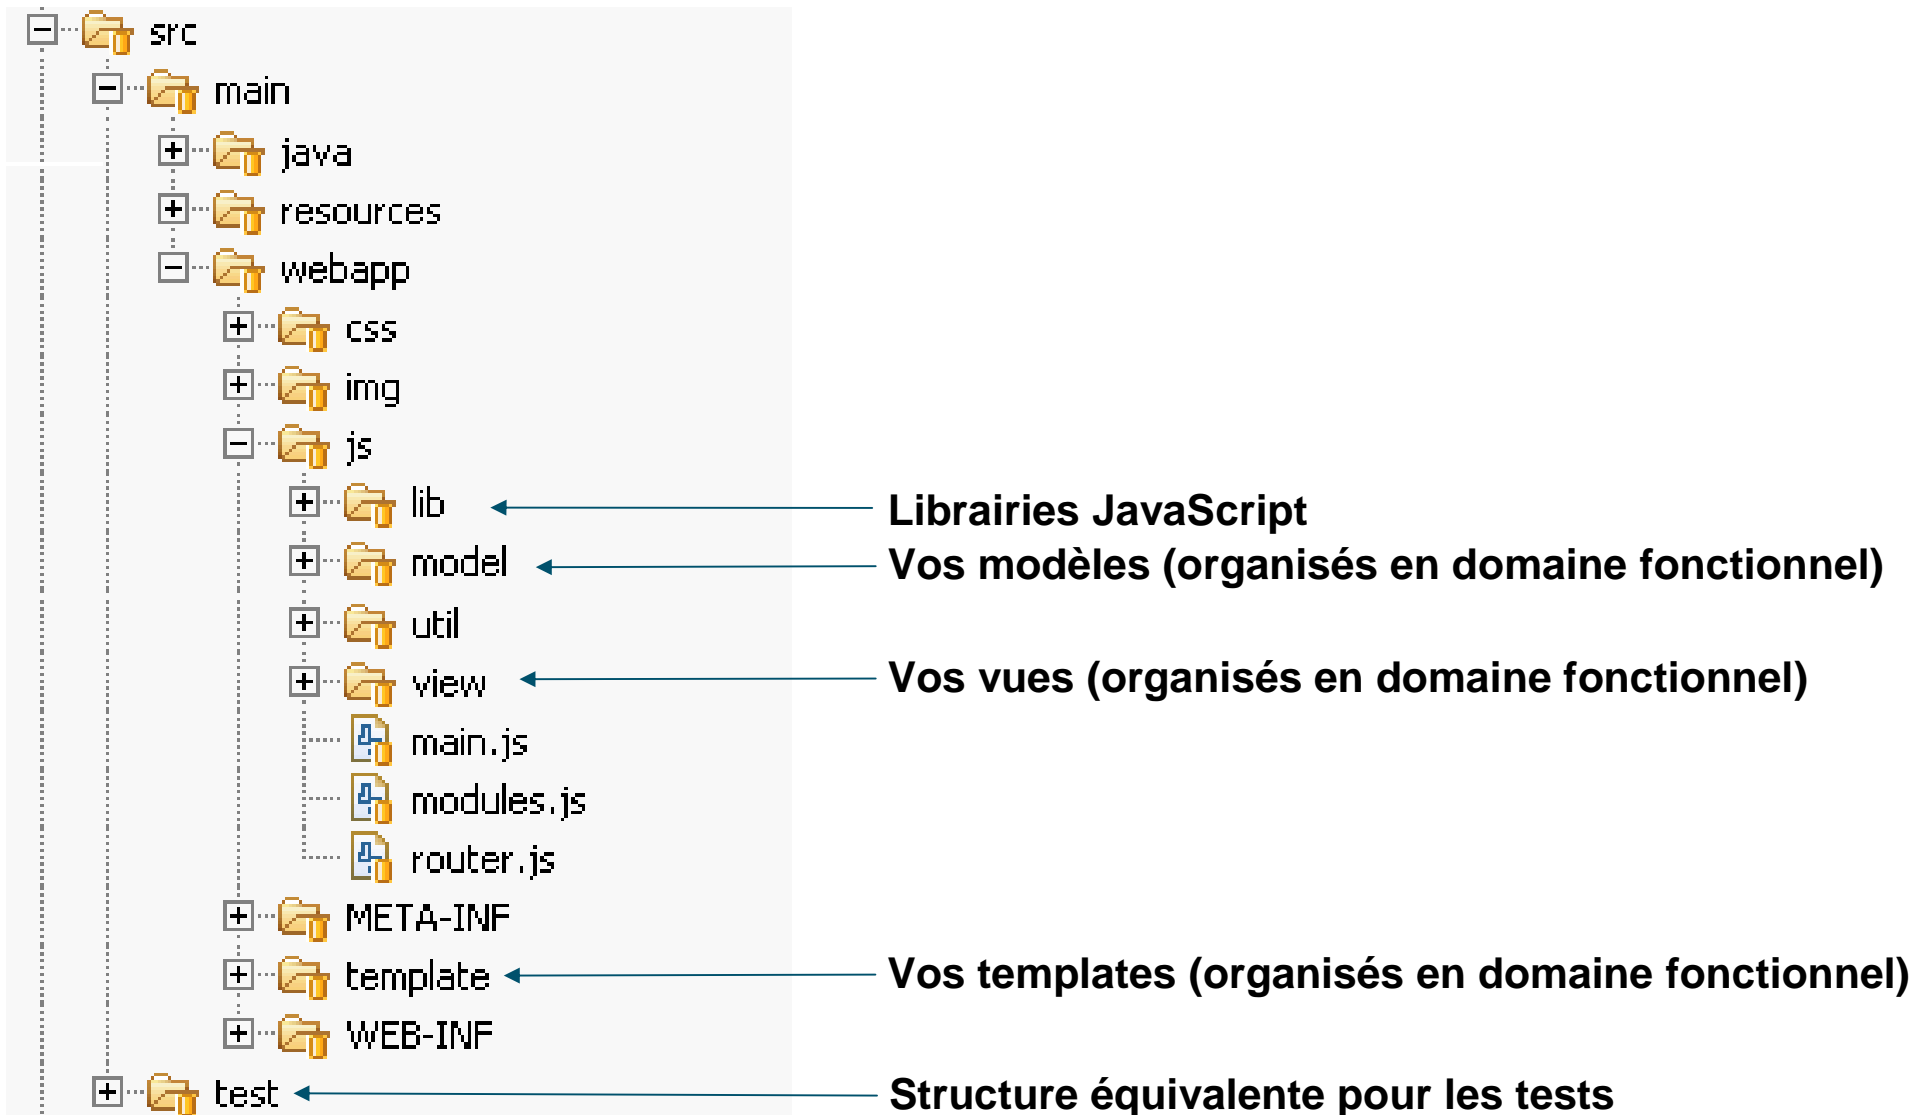 src
main
java
resources
webapp
css
img
js
lib
Librairies JavaScript
model
Vos modèles (organisés en domaine fonctionnel)
util
view
Vos vues (organisés en domaine fonctionnel)
main.js
modules.js
router.js
META-INF
template
Vos templates (organisés en domaine fonctionnel)
WEB-INF
test
Structure équivalente pour les tests